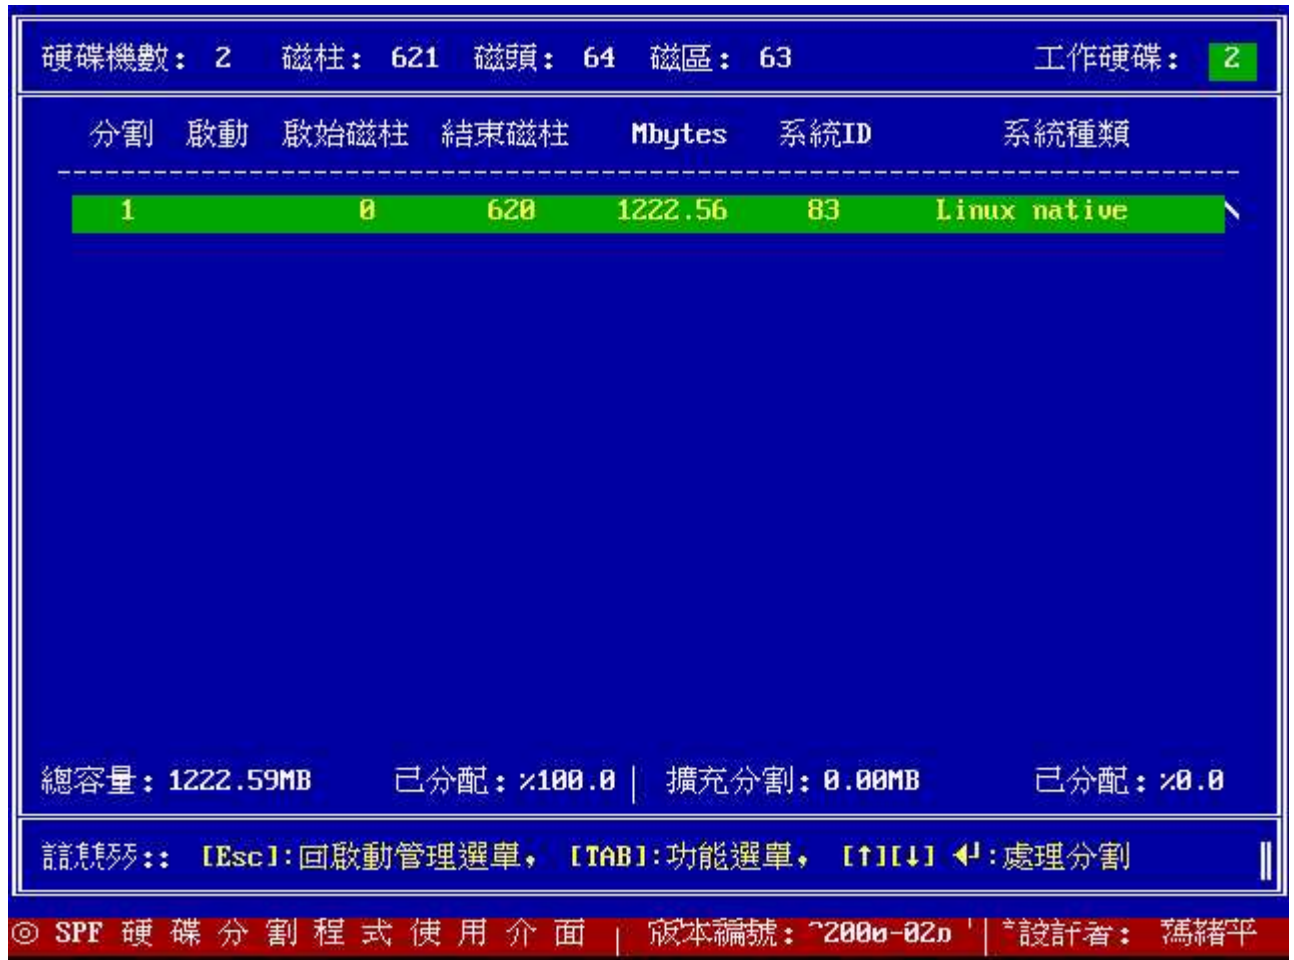 硬碟機數： 2 磁柱： 621 磁頭： 64 磁區： 63 工作硬碟： 2
分割 啟動 啟始磁柱 結束磁柱 Mbytes 系統ID 系統種類
1 0 620 1222.56 83 Linux native
總容量：1222.59MB 已分配：%100.0 | 擴充分割：0.00MB 已分配：%0.0
[Esc]:回啟動管理選單， [TAB]:功能選單， [↑][↓] ↵:處理分割
◎ SPF 硬 碟 分 割 程 式 使 用 介 面 | 版本編號： | 設計者：